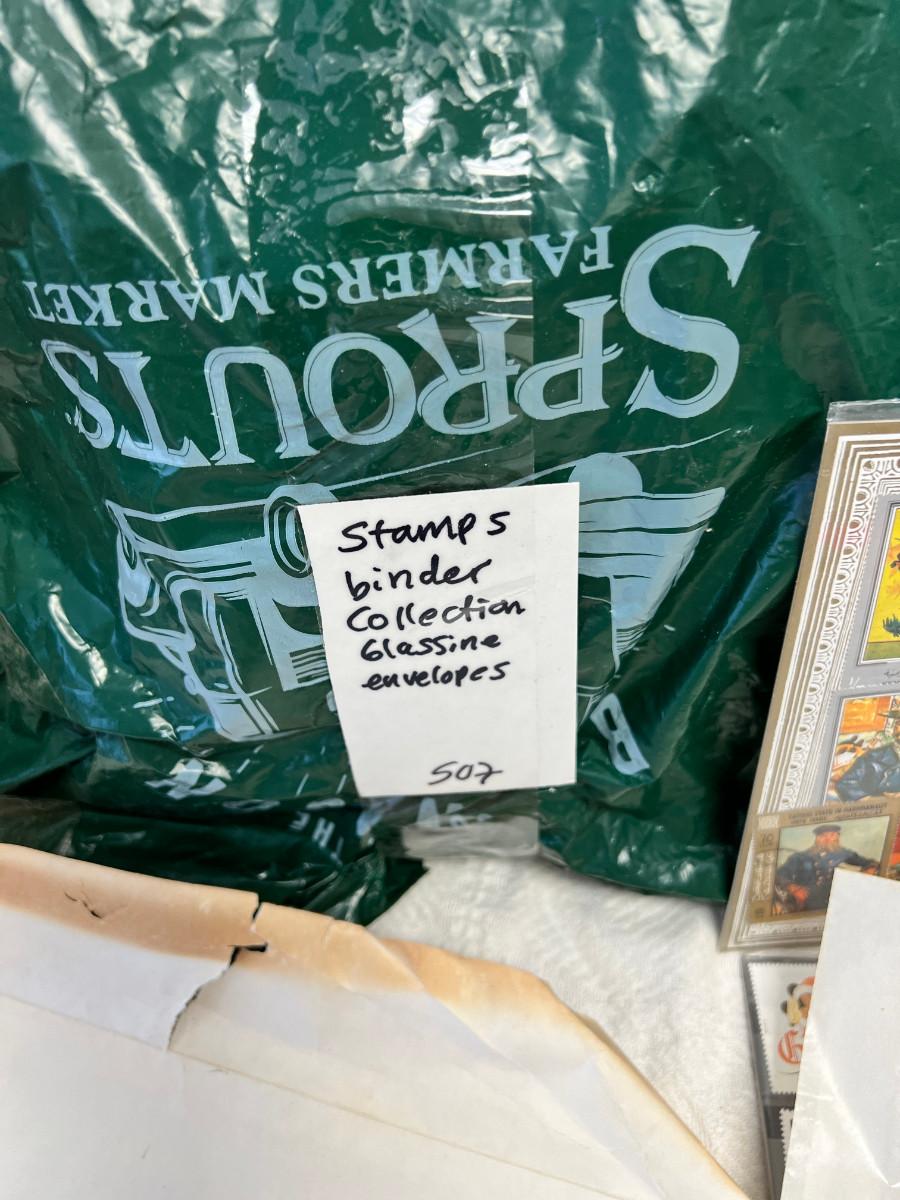 FARMERS MARKET
SPROUTS
Stamps
binder
Collection
Glassine
envelopes
507